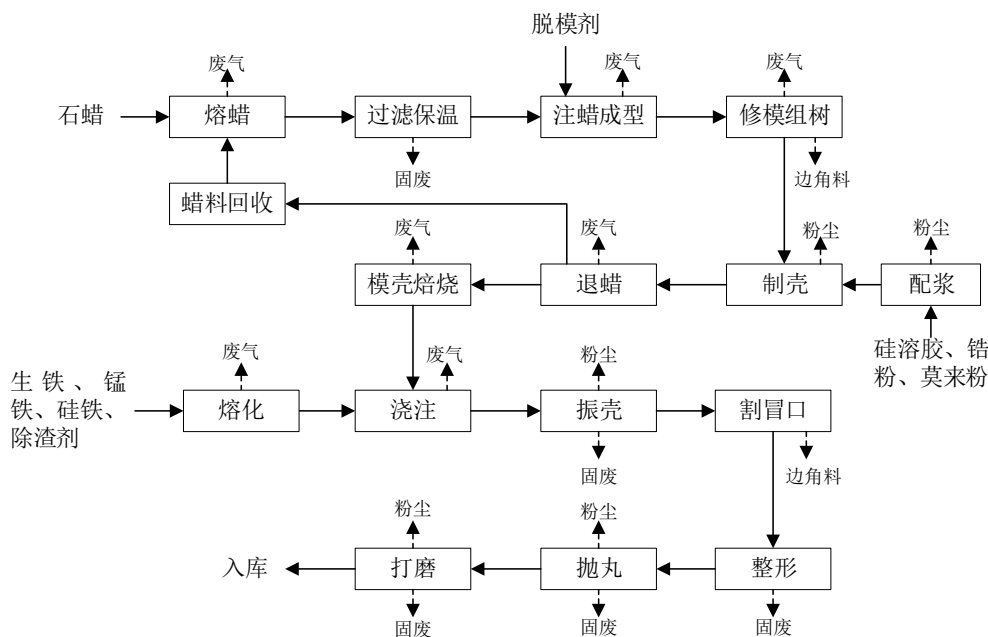 脱模剂
废气
废气
废气
石蜡
熔蜡
过滤保温
注蜡成型
修模组树
固废
边角料
蜡料回收
废气
废气
粉尘
粉尘
模壳焙烧
退蜡
制壳
配浆
硅溶胶、锆
粉、莫来粉
废气
废气
粉尘
生铁、锰
铁、硅铁、
除渣剂
熔化
浇注
振壳
割冒口
固废
边角料
粉尘
粉尘
入库
打磨
抛丸
整形
固废
固废
固废